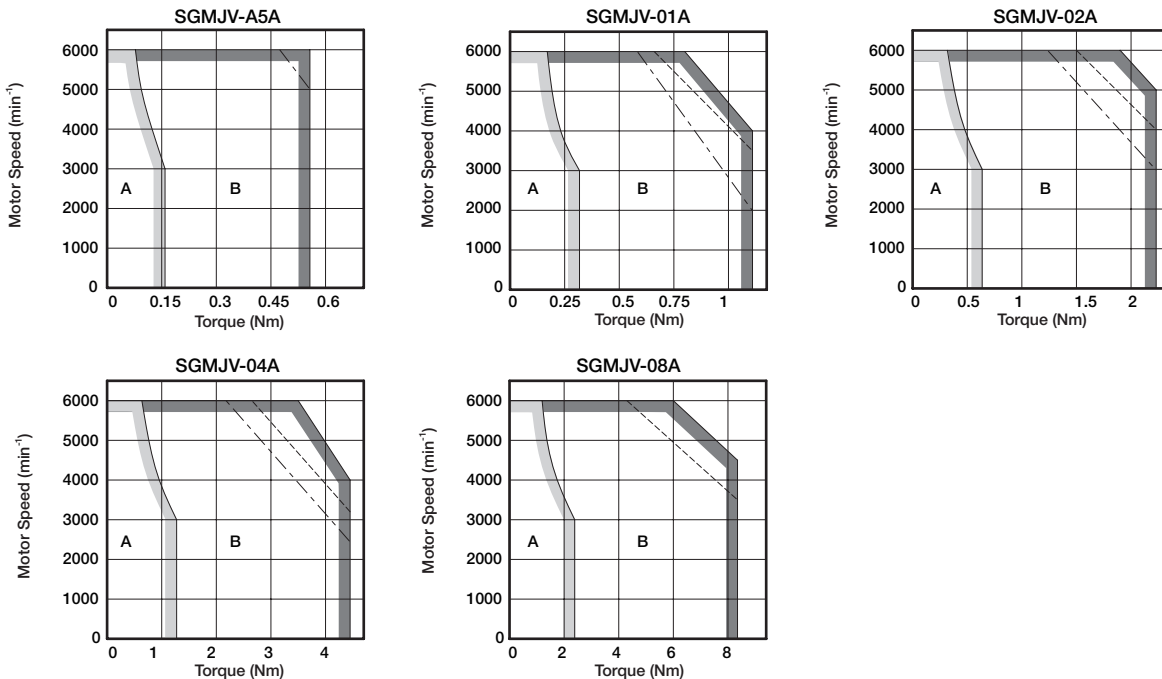 SGMJV-A5A
Motor Speed (min-1)
6000
5000
4000
3000
2000
1000
0
A
B
0 0.15 0.3 0.45 0.6
Torque (Nm)
SGMJV-01A
Motor Speed (min-1)
6000
5000
4000
3000
2000
1000
0
A
B
0 0.25 0.5 0.75 1
Torque (Nm)
SGMJV-02A
Motor Speed (min-1)
6000
5000
4000
3000
2000
1000
0
A
B
0 0.5 1 1.5 2
Torque (Nm)
SGMJV-04A
Motor Speed (min-1)
6000
5000
4000
3000
2000
1000
0
A
B
0 1 2 3 4
Torque (Nm)
SGMJV-08A
Motor Speed (min-1)
6000
5000
4000
3000
2000
1000
0
A
B
0 2 4 6 8
Torque (Nm)